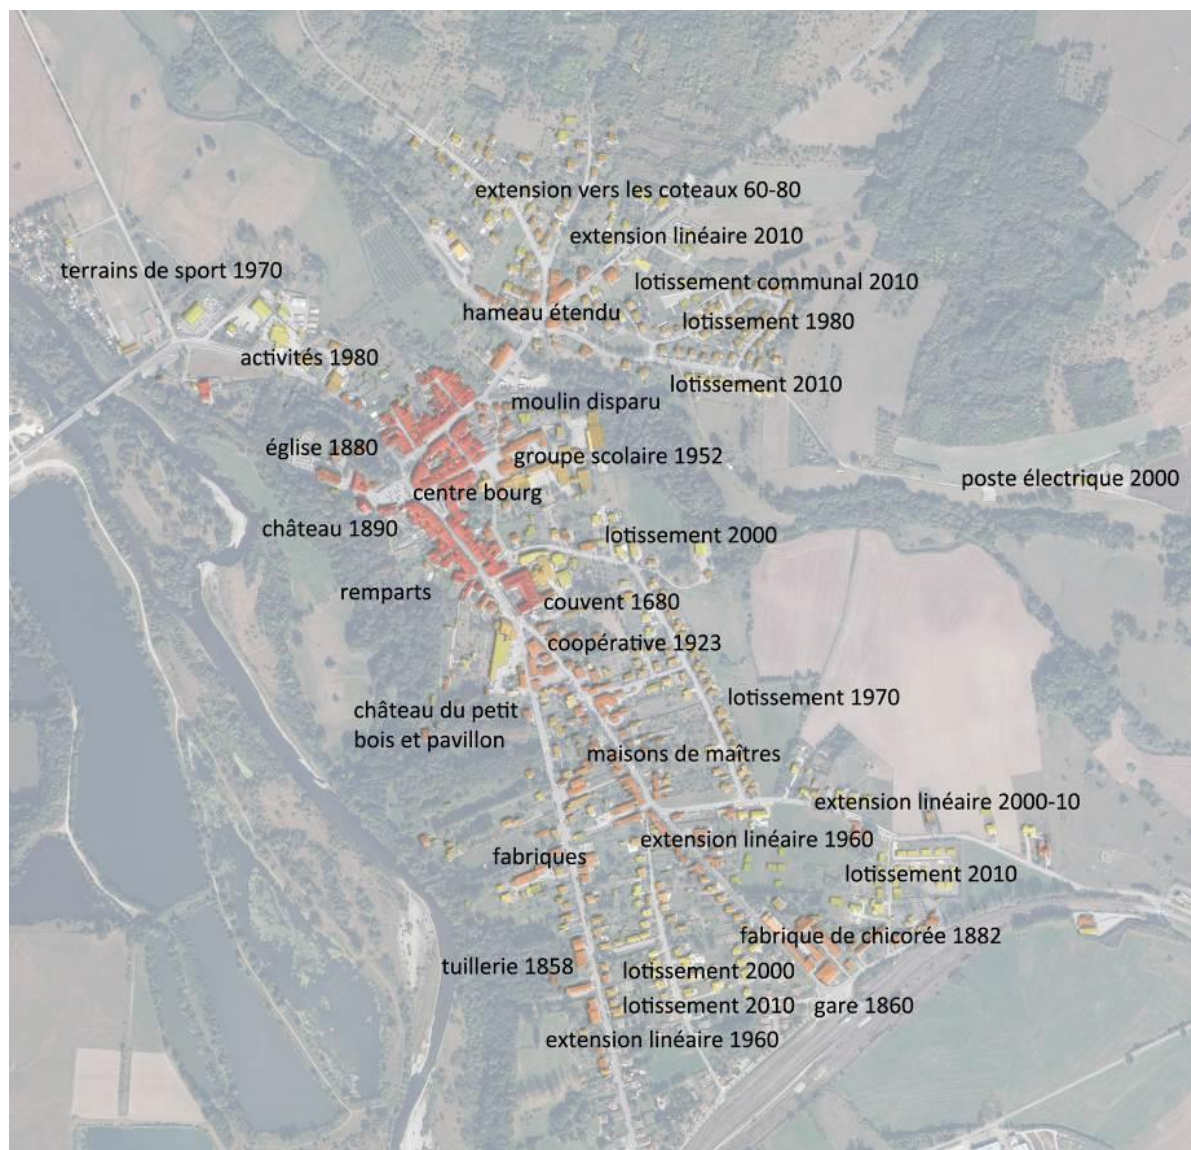 extension vers les coteaux 60-80
extension linéaire 2010
terrains de sport 1970
lotissement communal 2010
hameau étendu
lotissement 1980
activités 1980
lotissement 2010
moulin disparu
église 1880
groupe scolaire 1952
poste électrique 2000
centre bourg
château 1890
lotissement 2000
remparts
couvent 1680
coopérative 1923
lotissement 1970
château du petit
bois et pavillon
maisons de maîtres
extension linéaire 2000-10
extension linéaire 1960
fabriques
lotissement 2010
fabrique de chicorée 1882
tuillerie 1858
lotissement 2000
lotissement 2010
gare 1860
extension linéaire 1960